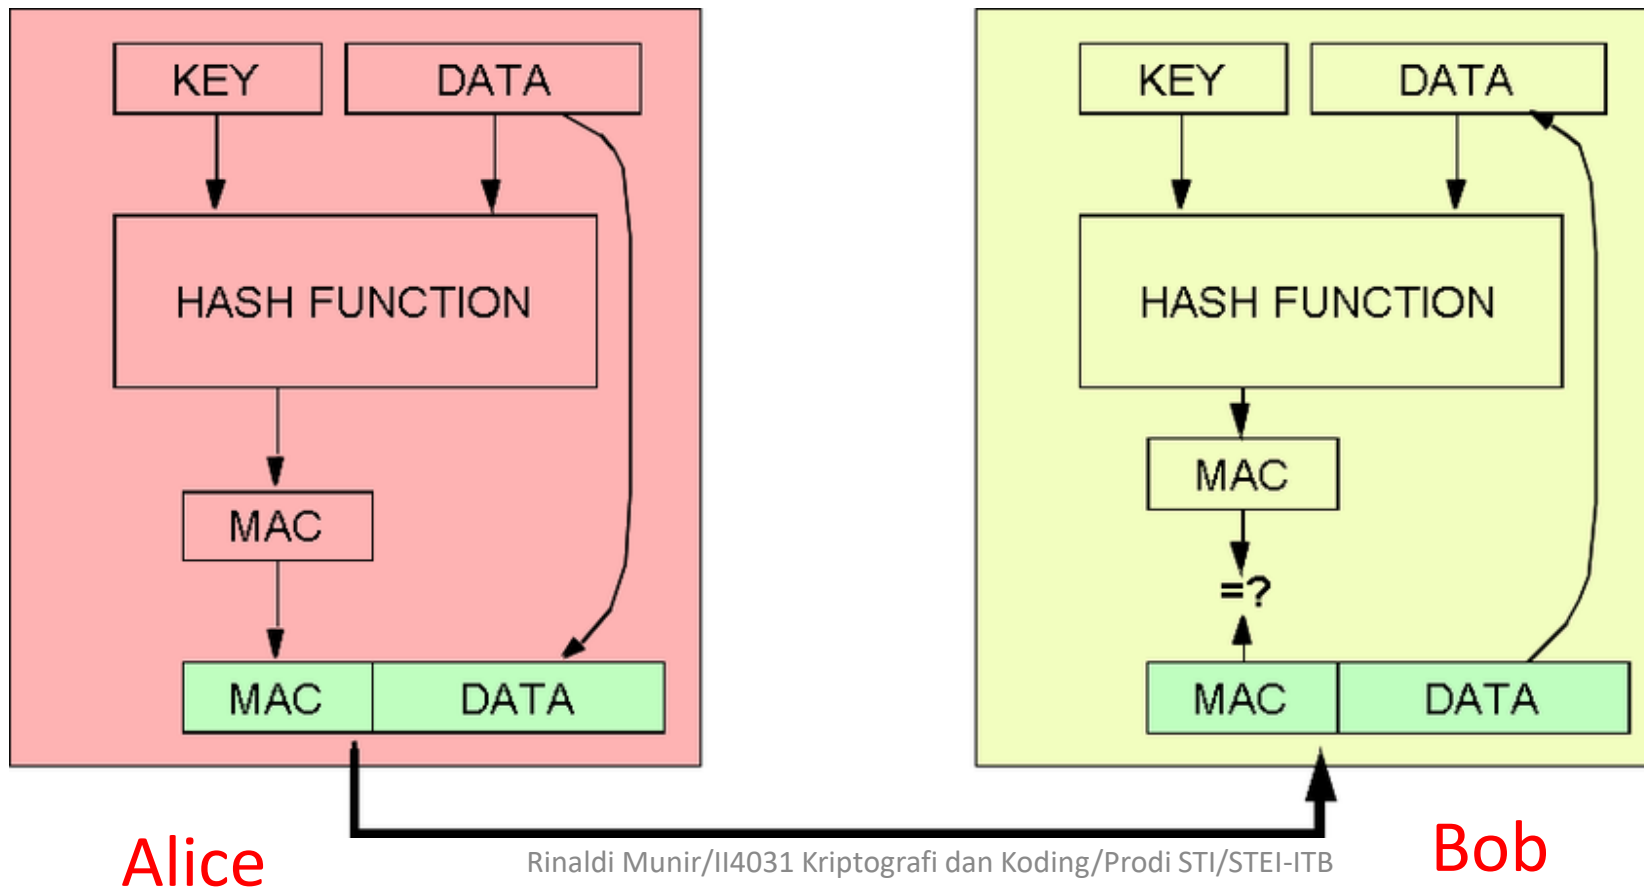 KEY
DATA
HASH FUNCTION
MAC
MAC
DATA
Alice
KEY
DATA
HASH FUNCTION
MAC
=?
MAC
DATA
Bob
Rinaldi Munir/II4031 Kriptografi dan Koding/Prodi STI/STEI-ITB